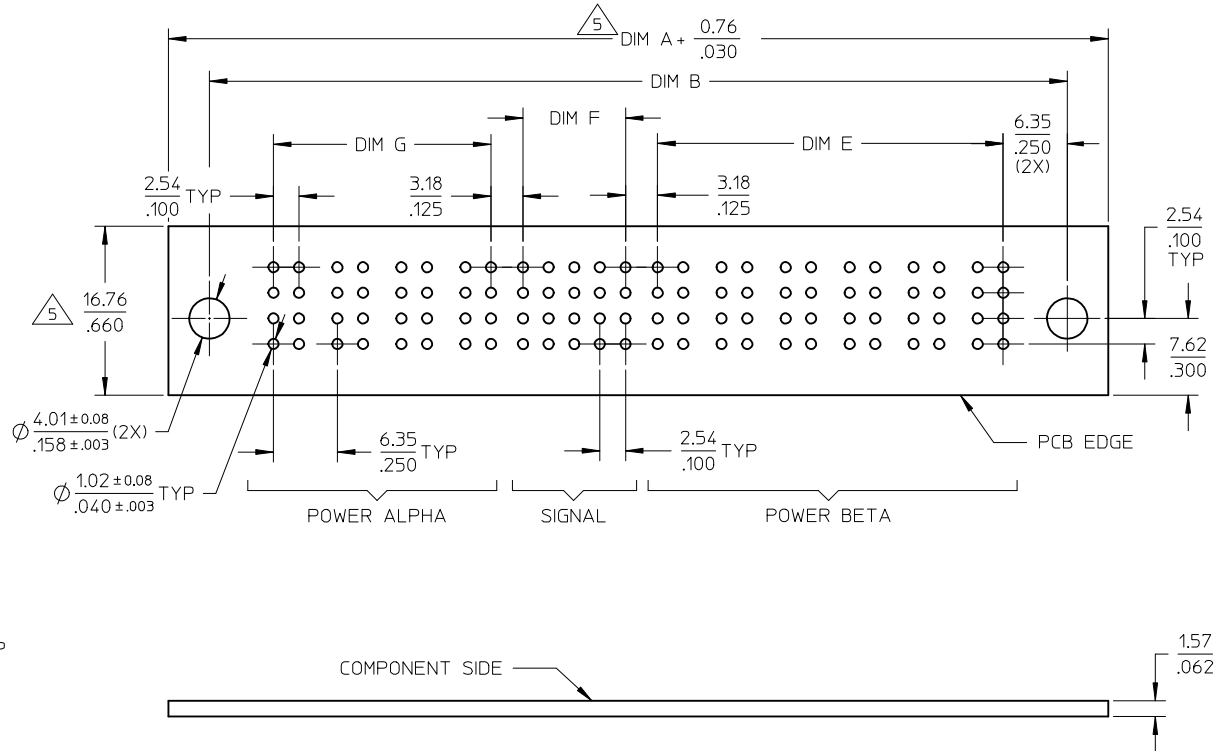 5
DIM A + 0.76
.030
DIM B
DIM F
6.35
.250
(2X)
DIM G
DIM E
2.54 TYP
.100
3.18
.125
3.18
.125
2.54
.100
TYP
5
16.76
.660
7.62
.300
Ø 4.01±0.08 (2X)
.158±.003
6.35 TYP
.250
2.54 TYP
.100
PCB EDGE
Ø 1.02±0.08 TYP
.040±.003
POWER ALPHA
SIGNAL
POWER BETA
P
COMPONENT SIDE
1.57
.062